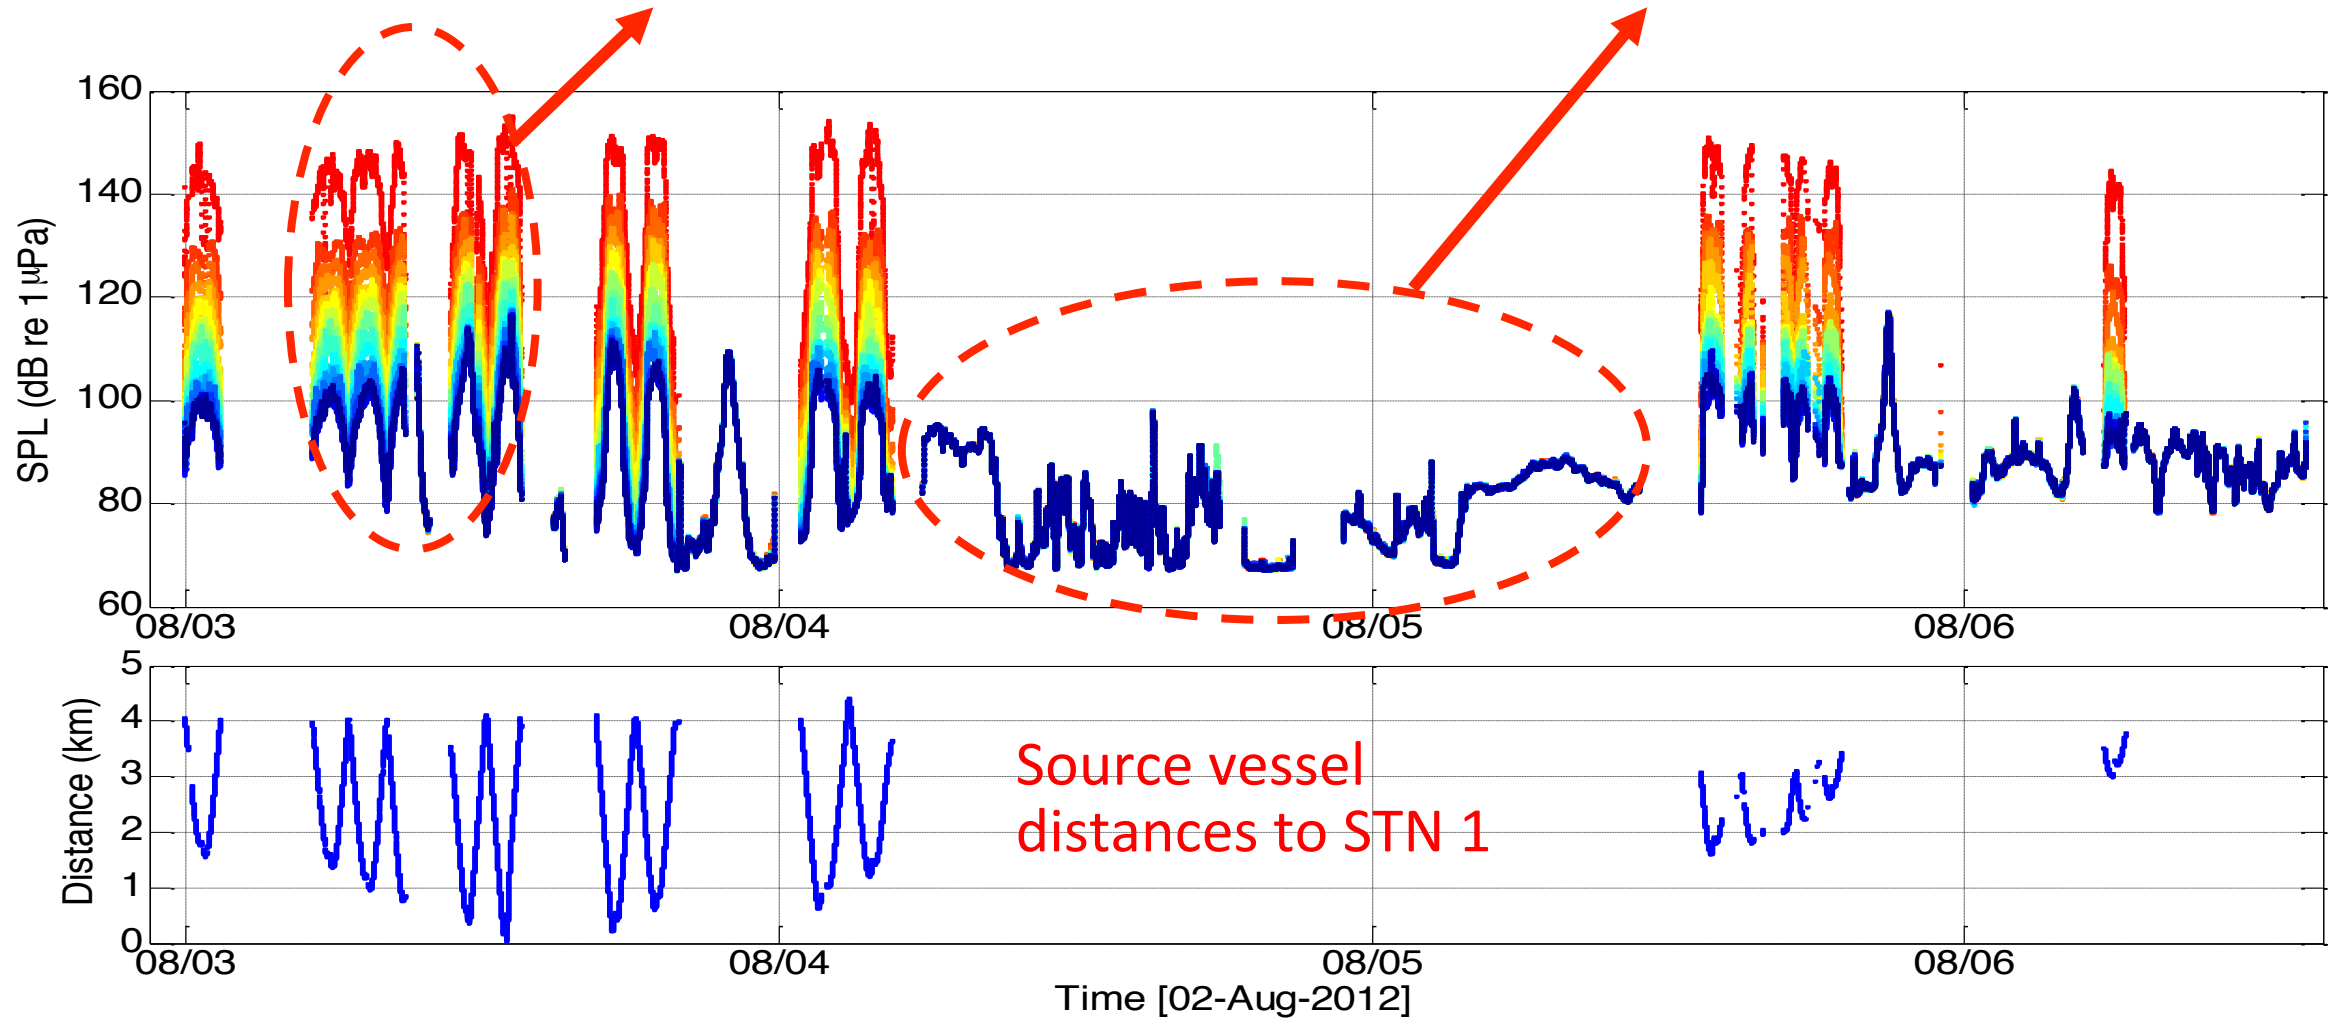 160
140
120
100
80
60
SPL (dB re 1μPa)
08/03 08/04 08/05 08/06
5
4
3
2
1
0
Distance (km)
Source vessel
distances to STN 1
08/03 08/04 08/05 08/06
Time [02-Aug-2012]